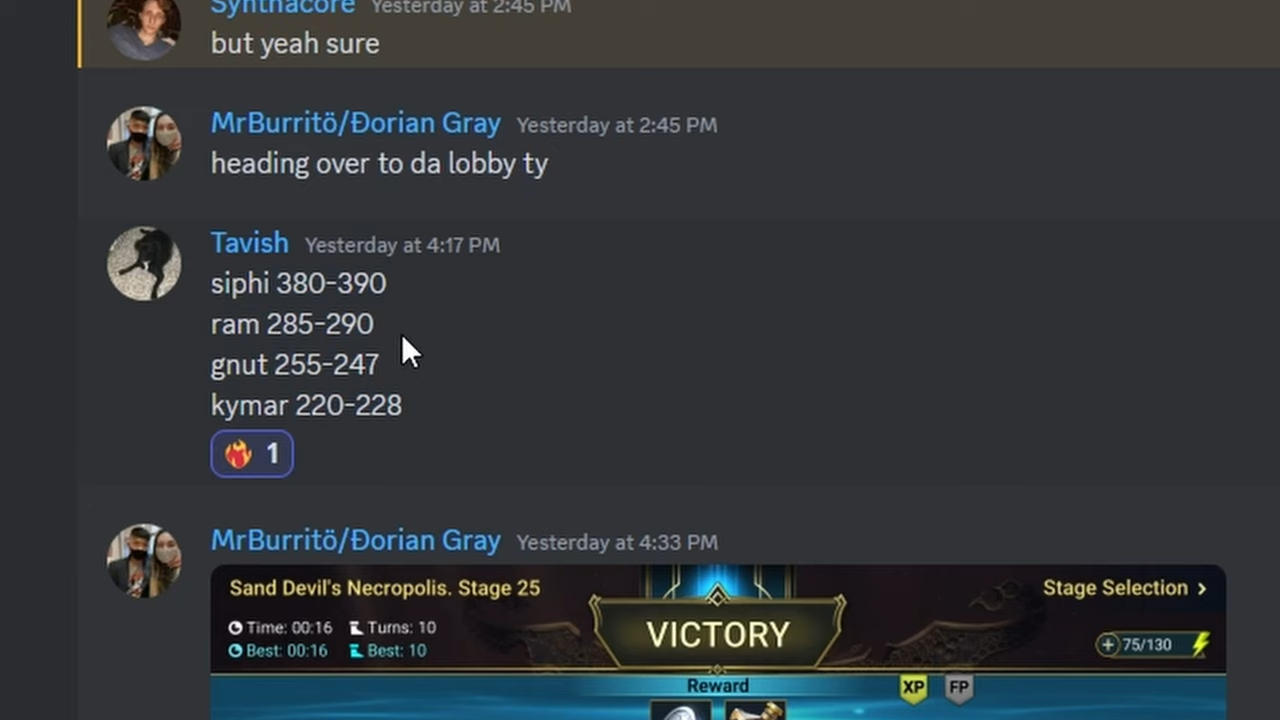 Synthacore Yesterday at 2:45 PM
but yeah sure
MrBurritö/Đorian Gray Yesterday at 2:45 PM
heading over to da lobby ty
Tavish Yesterday at 4:17 PM
siphi 380-390
ram 285-290
gnut 255-247
kymar 220-228
1
MrBurritö/Đorian Gray Yesterday at 4:33 PM
Sand Devil's Necropolis. Stage 25
Stage Selection >
Time: 00:16 Turns: 10
VICTORY
Best: 00:16 Best: 10
75/130
Reward
XP FP